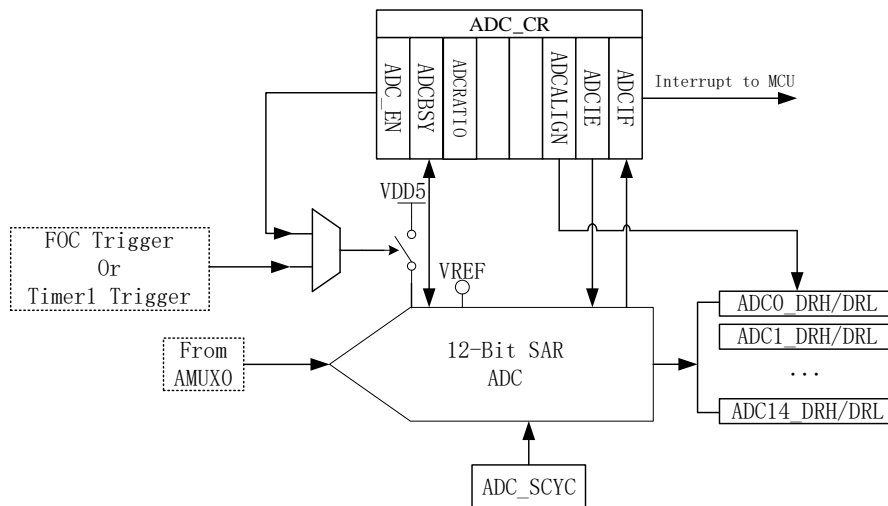 ADC_CR
ADC_EN
ADCBSY
ADCRATIO
ADCALIGN
ADCIE
ADCIF
Interrupt to MCU
VDD5
FOC Trigger
Or
Timer1 Trigger
VREF
From
AMUX0
12-Bit SAR
ADC
ADC0_DRH/DRL
ADC1_DRH/DRL
...
ADC14_DRH/DRL
ADC_SCYC